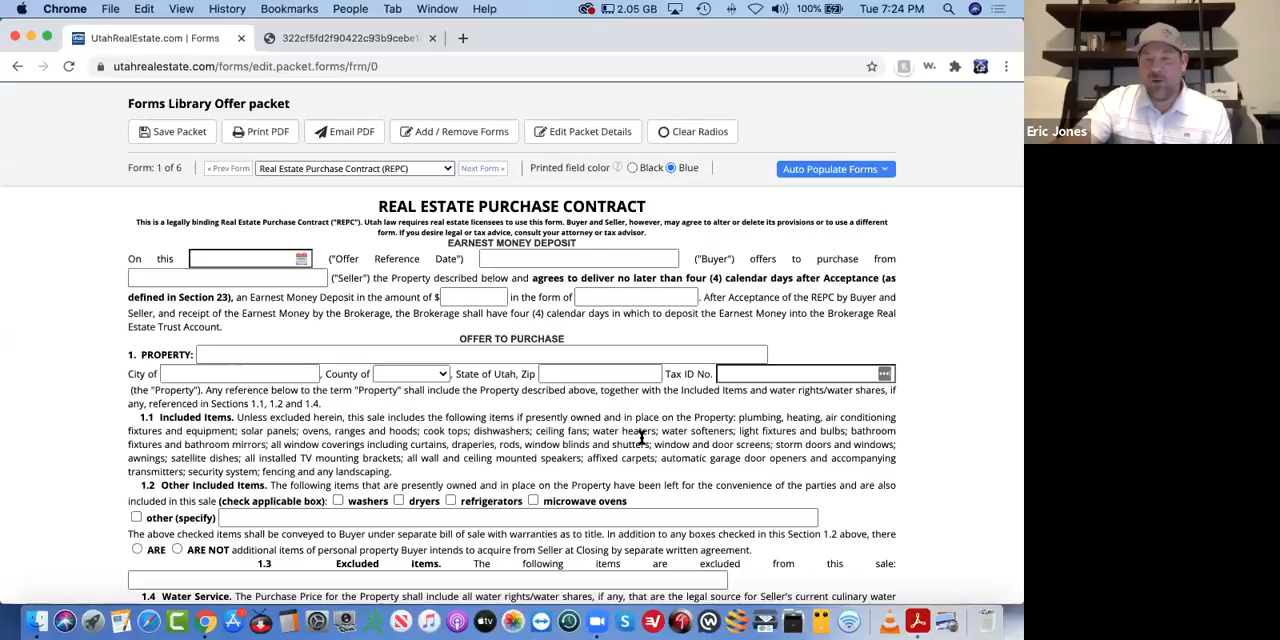 Chrome File Edit View History Bookmarks People Tab Window Help 2.05 GB 100% Tue 7:24 PM
UtahRealEstate.com | Forms 322cf5fd2f90422c93b9cebe1
utahrealestate.com/forms/edit.packet.forms/frm/0
Eric Jones
Forms Library Offer packet
Save Packet Print PDF Email PDF Add / Remove Forms Edit Packet Details Clear Radios
Form: 1 of 6 « Prev Form Real Estate Purchase Contract (REPC) Next Form » Printed field color Black Blue Auto Populate Forms
REAL ESTATE PURCHASE CONTRACT
This is a legally binding Real Estate Purchase Contract ("REPC"). Utah law requires real estate licensees to use this form. Buyer and Seller, however, may agree to alter or delete its provisions or to use a different
form. If you desire legal or tax advice, consult your attorney or tax advisor.
EARNEST MONEY DEPOSIT
On this ("Offer Reference Date") ("Buyer") offers to purchase from
("Seller") the Property described below and agrees to deliver no later than four (4) calendar days after Acceptance (as
defined in Section 23), an Earnest Money Deposit in the amount of $ in the form of . After Acceptance of the REPC by Buyer and
Seller, and receipt of the Earnest Money by the Brokerage, the Brokerage shall have four (4) calendar days in which to deposit the Earnest Money into the Brokerage Real
Estate Trust Account.
OFFER TO PURCHASE
1. PROPERTY:
City of , County of , State of Utah, Zip Tax ID No.
(the "Property"). Any reference below to the term "Property" shall include the Property described above, together with the Included Items and water rights/water shares, if
any, referenced in Sections 1.1, 1.2 and 1.4.
1.1 Included Items. Unless excluded herein, this sale includes the following items if presently owned and in place on the Property: plumbing, heating, air conditioning
fixtures and equipment; solar panels; ovens, ranges and hoods; cook tops; dishwashers; ceiling fans; water heaters; water softeners; light fixtures and bulbs; bathroom
fixtures and bathroom mirrors; all window coverings including curtains, draperies, rods, window blinds and shutters; window and door screens; storm doors and windows;
awnings; satellite dishes; all installed TV mounting brackets; all wall and ceiling mounted speakers; affixed carpets; automatic garage door openers and accompanying
transmitters; security system; fencing and any landscaping.
1.2 Other Included Items. The following items that are presently owned and in place on the Property have been left for the convenience of the parties and are also
included in this sale (check applicable box): washers dryers refrigerators microwave ovens
other (specify)
The above checked items shall be conveyed to Buyer under separate bill of sale with warranties as to title. In addition to any boxes checked in this Section 1.2 above, there
ARE ARE NOT additional items of personal property Buyer intends to acquire from Seller at Closing by separate written agreement.
1.3 Excluded Items. The following items are excluded from this sale:
1.4 Water Service. The Purchase Price for the Property shall include all water rights/water shares, if any, that are the legal source for Seller's current culinary water